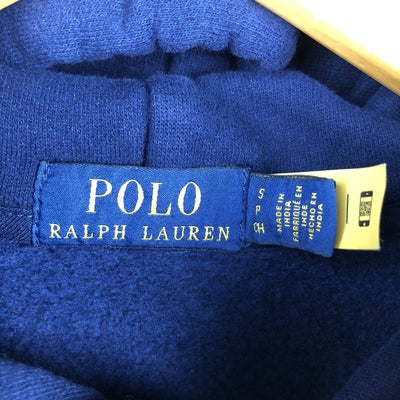 POLO
RALPH LAUREN
S
P
CH
MADE IN
INDIA
FABRIQUÉ EN
INDE
HECHO EN
INDIA